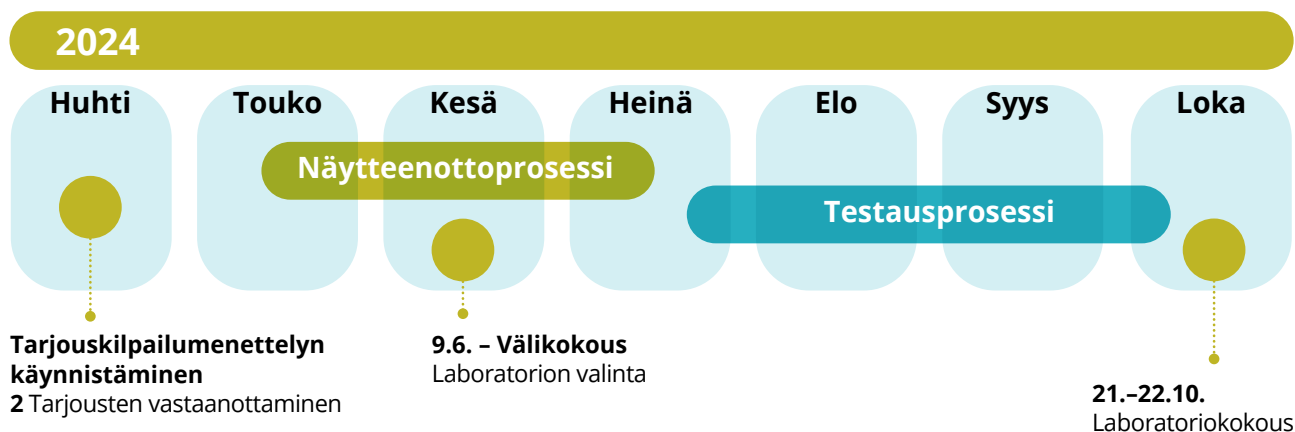 2024
Huhti
Touko
Kesä
Heinä
Elo
Syys
Loka
Näytteenottoprosessi
Testausprosessi
Tarjouskilpailumenettelyn
käynnistäminen
2 Tarjousten vastaanottaminen
9.6. – Välikokous
Laboratorion valinta
21.–22.10.
Laboratoriokokous